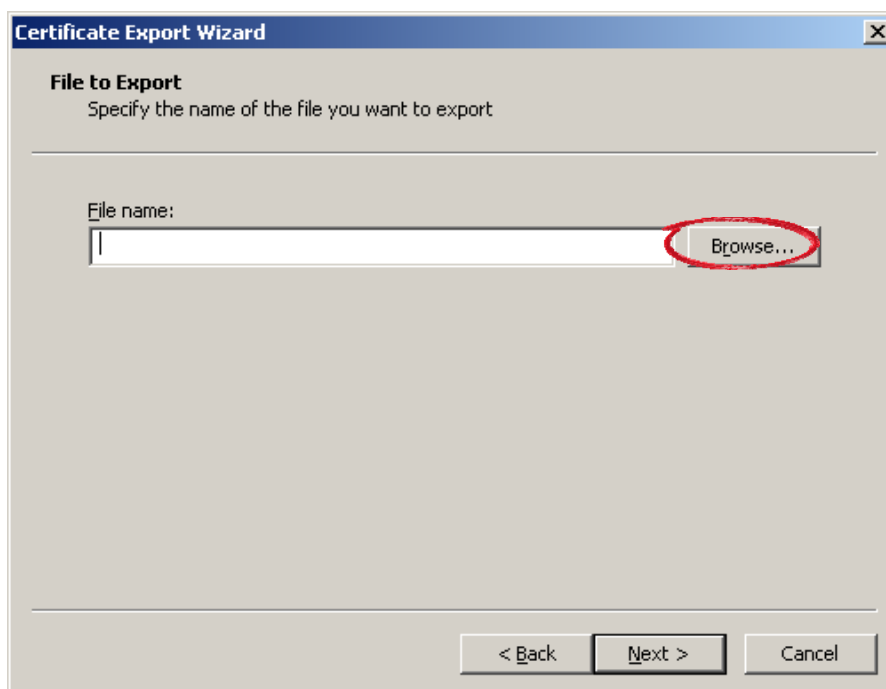 Certificate Export Wizard
File to Export
Specify the name of the file you want to export
File name:
Browse...
< Back
Next >
Cancel